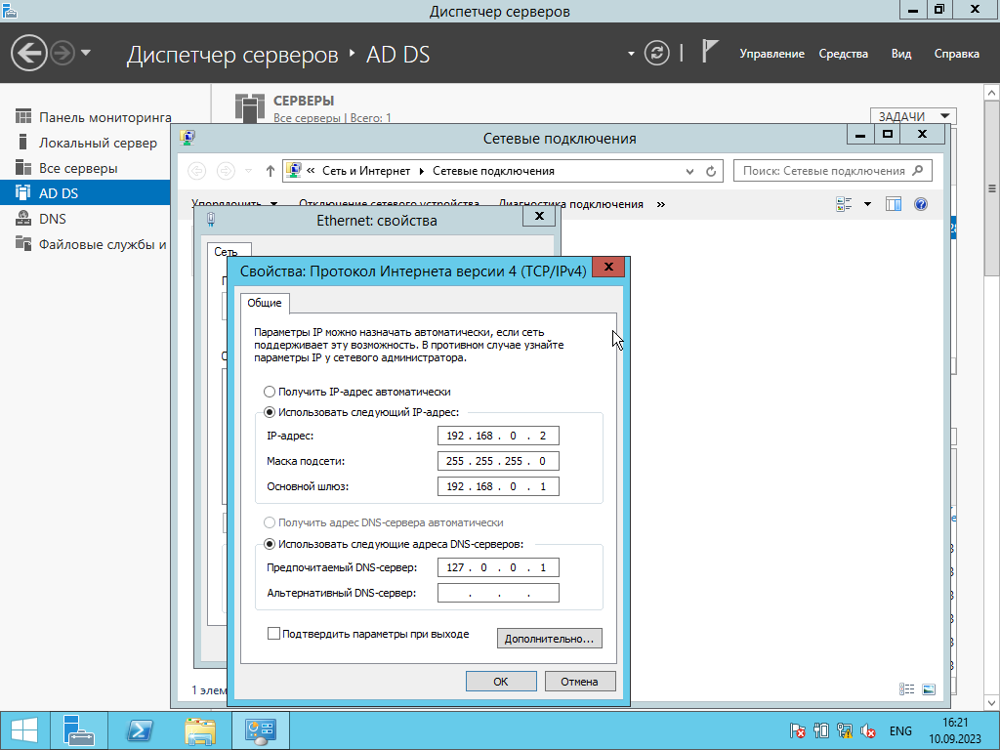 Диспетчер серверов
Диспетчер серверов ‣ AD DS
Управление Средства Вид Справка
Панель мониторинга
Локальный сервер
Все серверы
AD DS
DNS
Файловые службы и
СЕРВЕРЫ
Все серверы | Всего: 1
ЗАДАЧИ
Сетевые подключения
« Сеть и Интернет ▸ Сетевые подключения
Поиск: Сетевые подключения
Упорядочить Отключение сетевого устройства Диагностика подключения »
Ethernet: свойства
Сеть
Свойства: Протокол Интернета версии 4 (TCP/IPv4)
Общие
Параметры IP можно назначать автоматически, если сеть
поддерживает эту возможность. В противном случае узнайте
параметры IP у сетевого администратора.
Получить IP-адрес автоматически
Использовать следующий IP-адрес:
IP-адрес: 192 . 168 . 0 . 2
Маска подсети: 255 . 255 . 255 . 0
Основной шлюз: 192 . 168 . 0 . 1
Получить адрес DNS-сервера автоматически
Использовать следующие адреса DNS-серверов:
Предпочитаемый DNS-сервер: 127 . 0 . 0 . 1
Альтернативный DNS-сервер: . . .
Подтвердить параметры при выходе
Дополнительно...
ОК Отмена
1 элем
ENG
16:21
10.09.2023